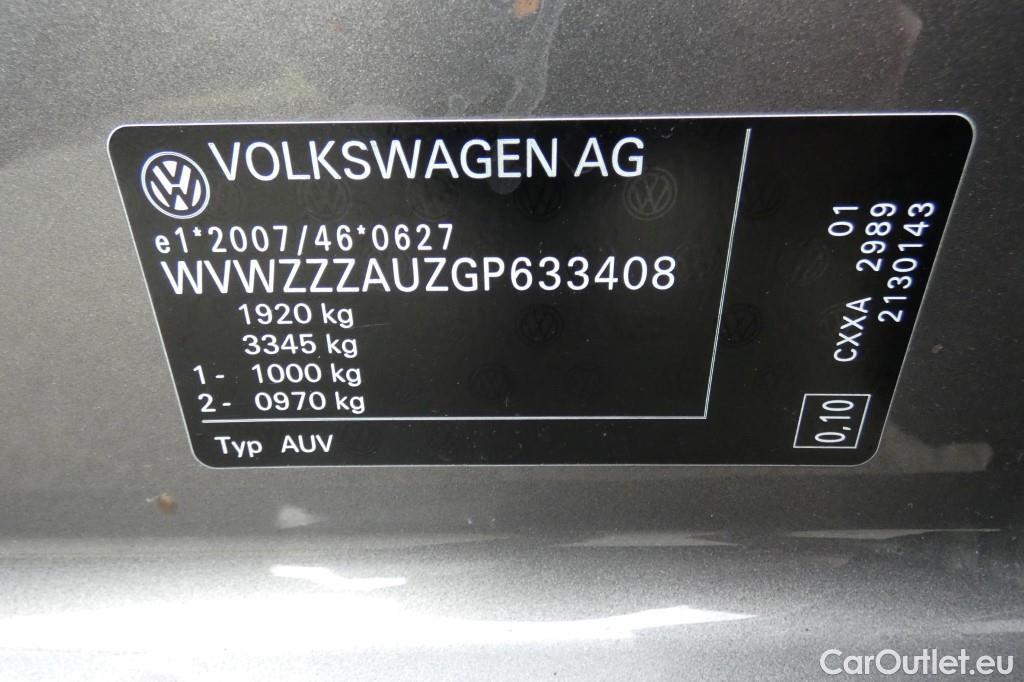 VOLKSWAGEN AG
e1*2007/46*0627
WVWZZZAUZGP633408
1920 kg
3345 kg
1- 1000 kg
2- 0970 kg
Typ AUV
01
CXXA 2989
2130143
0,10
CarOutlet.eu